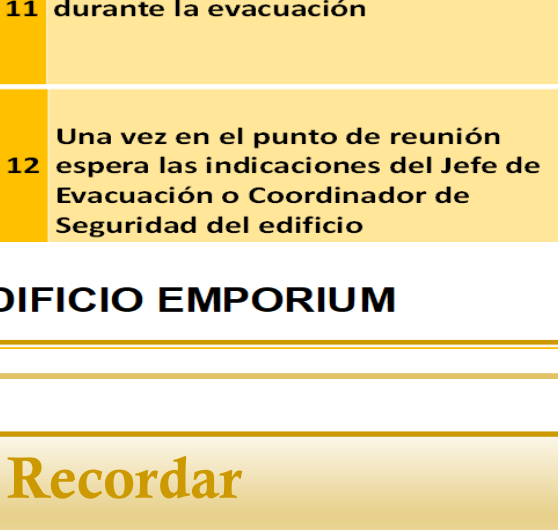 11 durante la evacuación
Una vez en el punto de reunión
12 espera las indicaciones del Jefe de
Evacuación o Coordinador de
Seguridad del edificio
DIFICIO EMPORIUM
Recordar